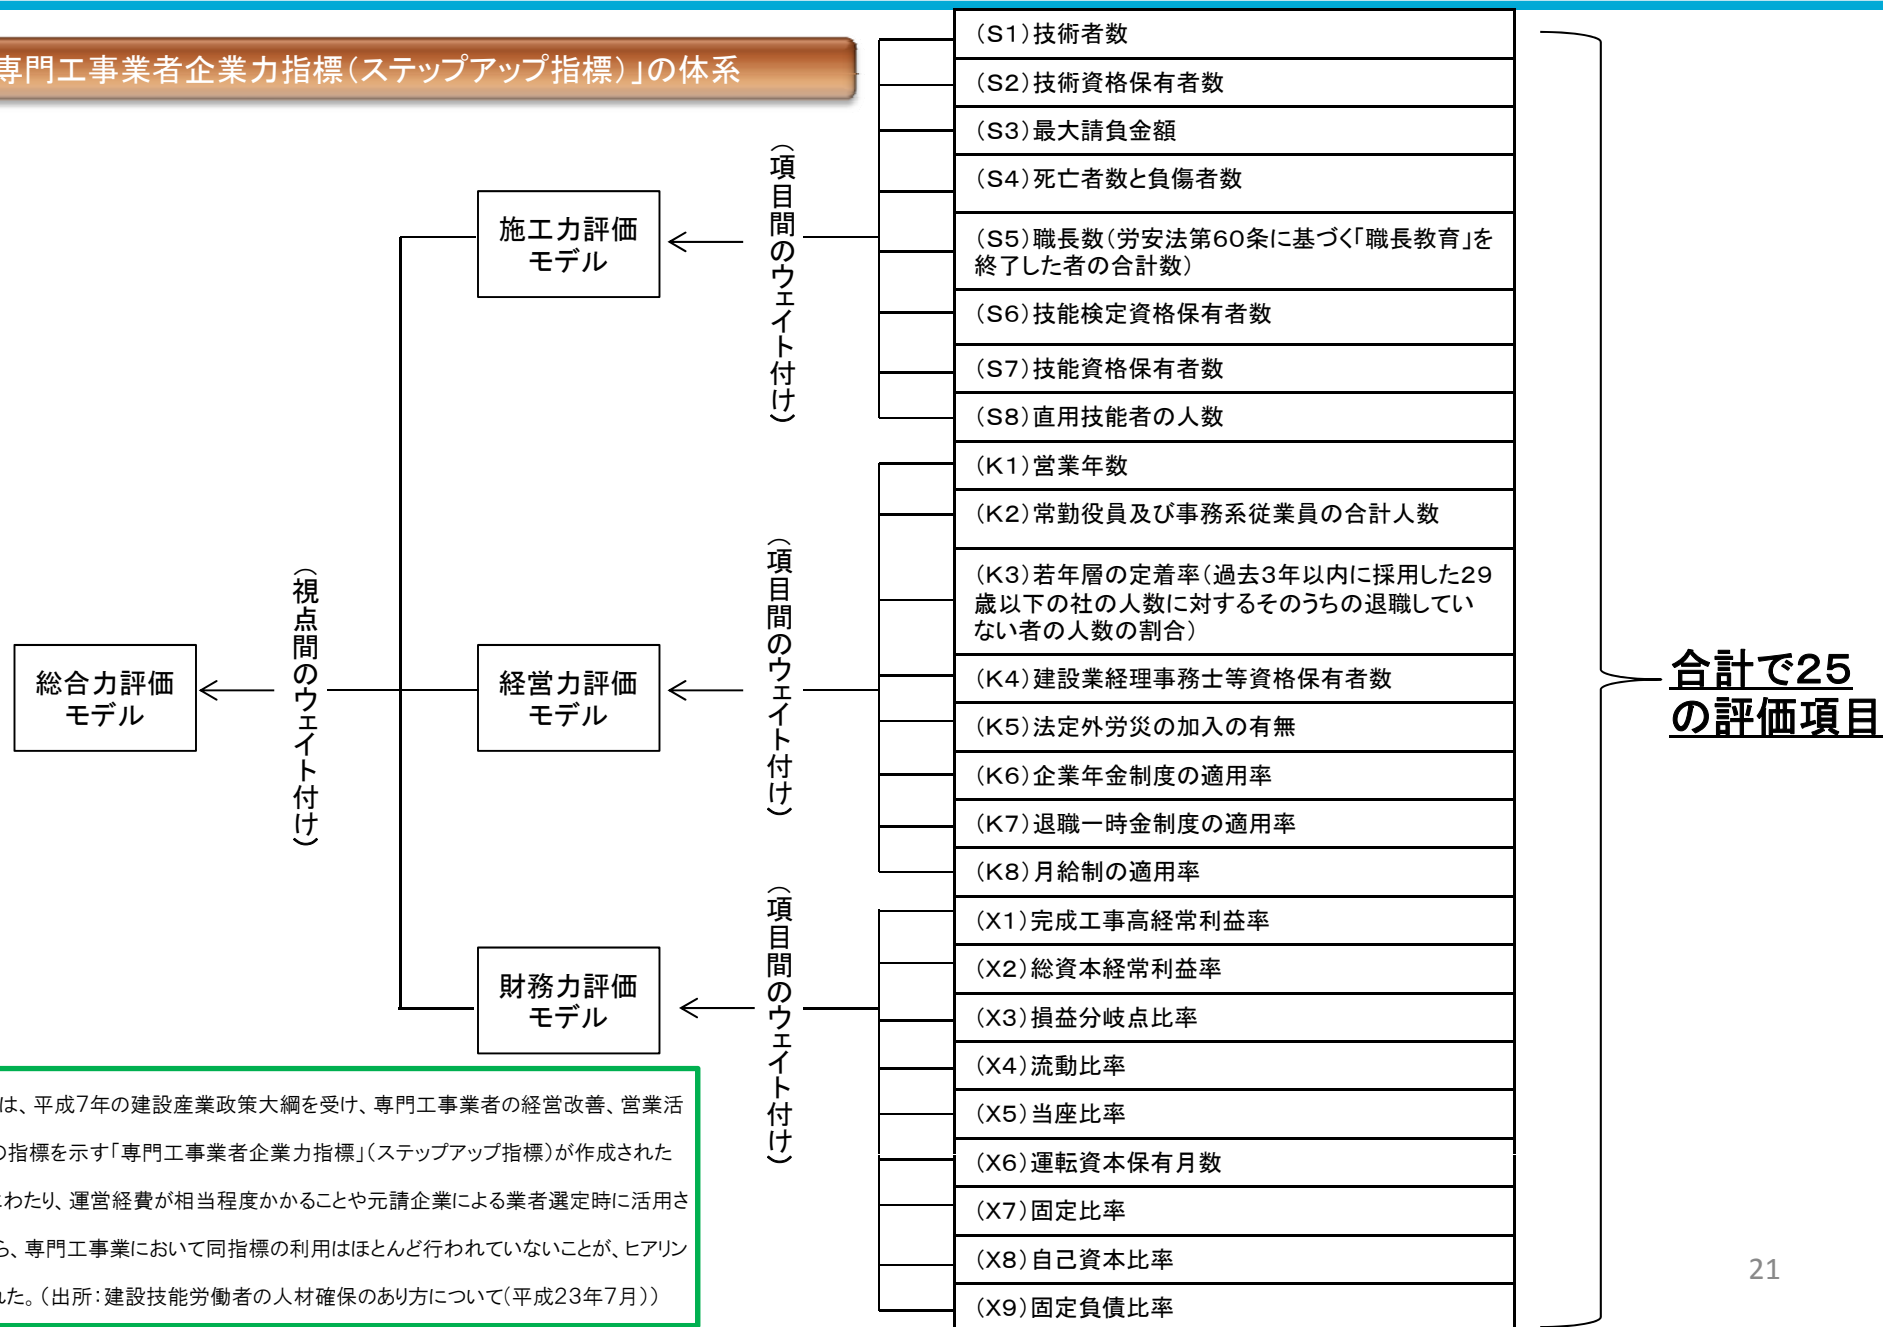 専門工事業者企業力指標(ステップアップ指標)」の体系
(S1)技術者数
(S2)技術資格保有者数
(S3)最大請負金額
(S4)死亡者数と負傷者数
(S5)職長数(労安法第60条に基づく「職長教育」を
終了した者の合計数)
(S6)技能検定資格保有者数
(S7)技能資格保有者数
(S8)直用技能者の人数
(K1)営業年数
(K2)常勤役員及び事務系従業員の合計人数
(K3)若年層の定着率(過去3年以内に採用した29
歳以下の社の人数に対するそのうちの退職してい
ない者の人数の割合)
(K4)建設業経理事務士等資格保有者数
(K5)法定外労災の加入の有無
(K6)企業年金制度の適用率
(K7)退職一時金制度の適用率
(K8)月給制の適用率
(X1)完成工事高経常利益率
(X2)総資本経常利益率
(X3)損益分岐点比率
(X4)流動比率
(X5)当座比率
(X6)運転資本保有月数
(X7)固定比率
(X8)自己資本比率
(X9)固定負債比率
(項目間のウェイト付け)
(項目間のウェイト付け)
(項目間のウェイト付け)
施工力評価
モデル
経営力評価
モデル
財務力評価
モデル
(視点間のウェイト付け)
総合力評価
モデル
合計で25
の評価項目
は、平成7年の建設産業政策大綱を受け、専門工事業者の経営改善、営業活
の指標を示す「専門工事業者企業力指標」(ステップアップ指標)が作成された
わたり、運営経費が相当程度かかることや元請企業による業者選定時に活用さ
ら、専門工事業において同指標の利用はほとんど行われていないことが、ヒアリン
れた。(出所:建設技能労働者の人材確保のあり方について(平成23年7月))
21